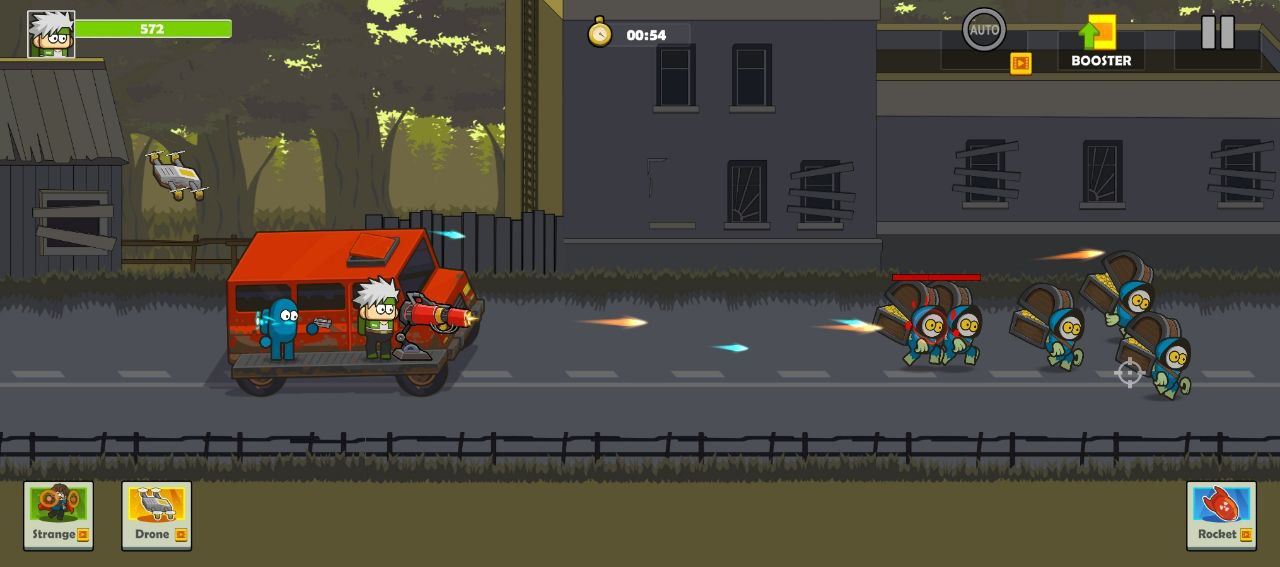 572
00:54
AUTO
BOOSTER
Strange
Drone
Rocket